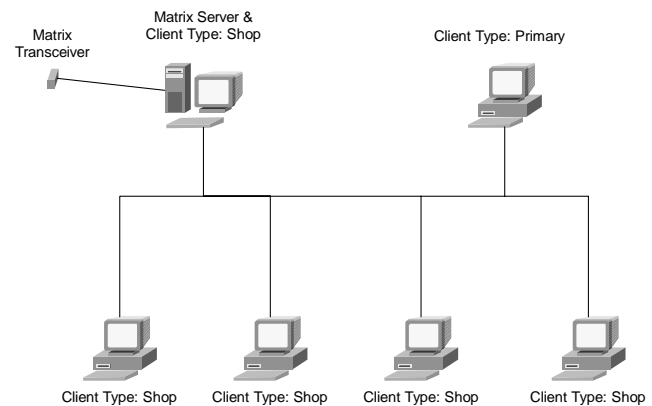 Matrix Server &
Client Type: Shop
Matrix
Transceiver
Client Type: Primary
Client Type: Shop
Client Type: Shop
Client Type: Shop
Client Type: Shop